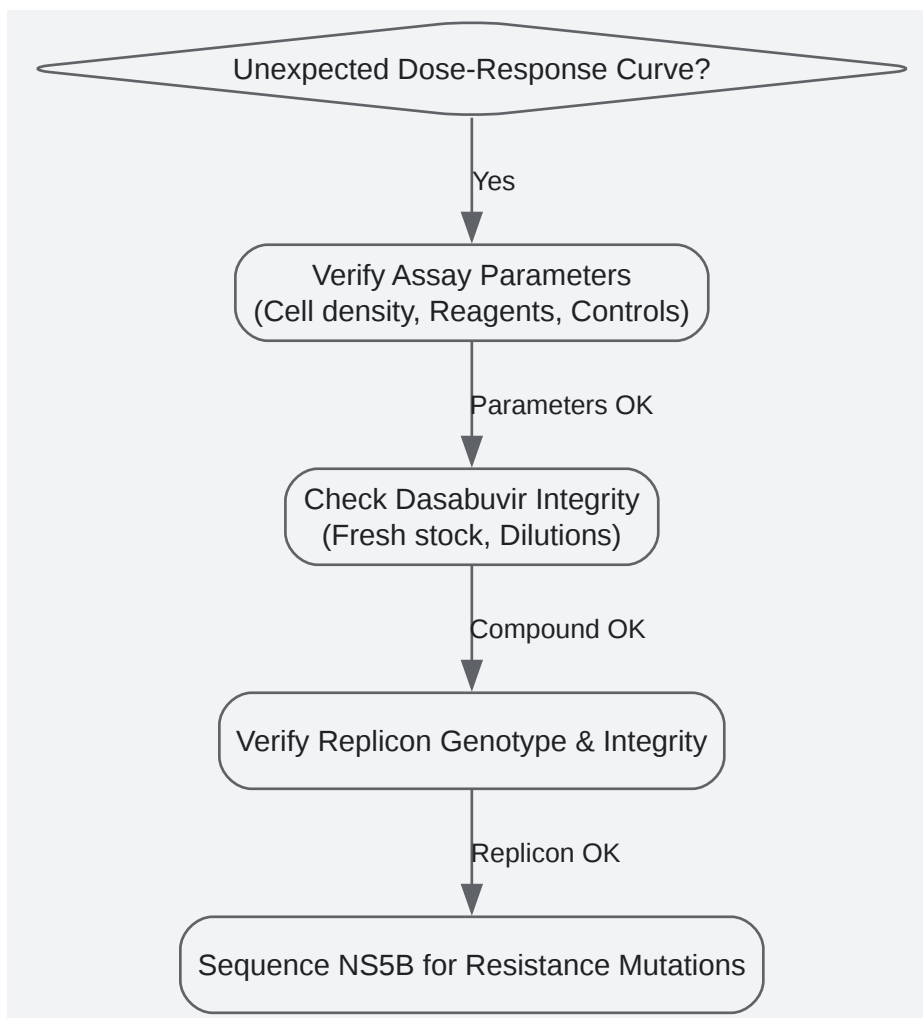 Unexpected Dose-Response Curve?
Yes
Verify Assay Parameters
(Cell density, Reagents, Controls)
Parameters OK
Check Dasabuvir Integrity
(Fresh stock, Dilutions)
Compound OK
Verify Replicon Genotype & Integrity
Replicon OK
Sequence NS5B for Resistance Mutations